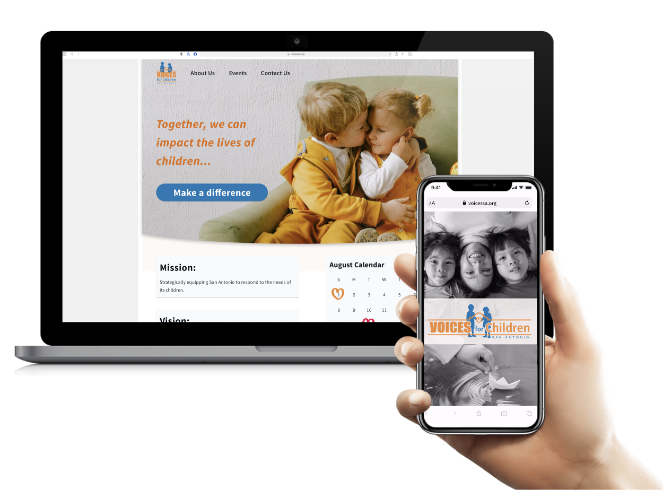 VOICES
for Children
About Us Events Contact Us
Together, we can
impact the lives of
children...
Make a difference
Mission:
Strategically equipping San Antonio to respond to the needs of
its children.
Vision:
August Calendar
S M T W T
2 3 4 5
8 9 10 11
9:41
AA voicessa.org
VOICES for Children
SAN ANTONIO